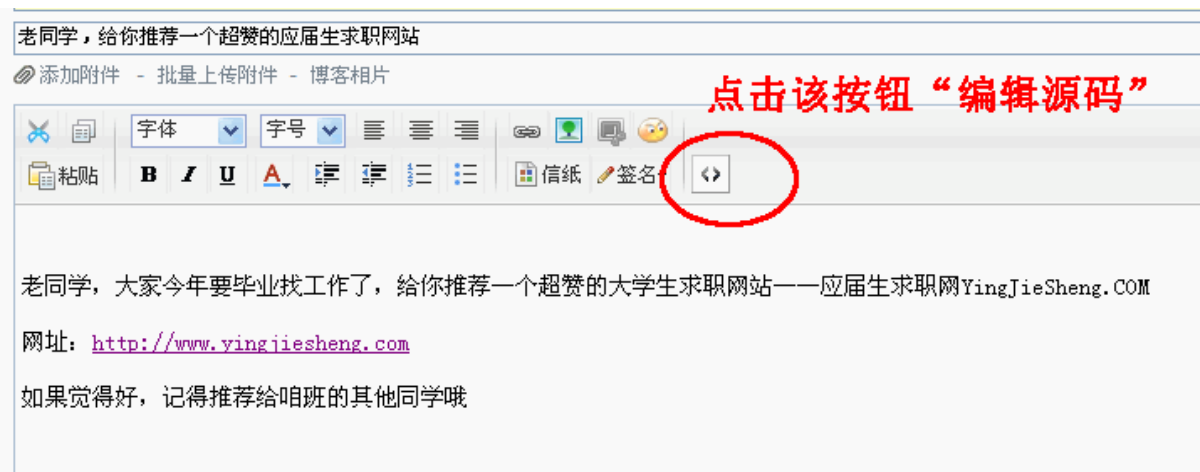 老同学，给你推荐一个超赞的应届生求职网站
添加附件 - 批量上传附件 - 博客相片
点击该按钮“编辑源码”
字体 字号
粘贴 B I U A 信纸 签名 <>
老同学，大家今年要毕业找工作了，给你推荐一个超赞的大学生求职网站——应届生求职网YingJieSheng.COM
网址：http://www.yingjiesheng.com
如果觉得好，记得推荐给咱班的其他同学哦